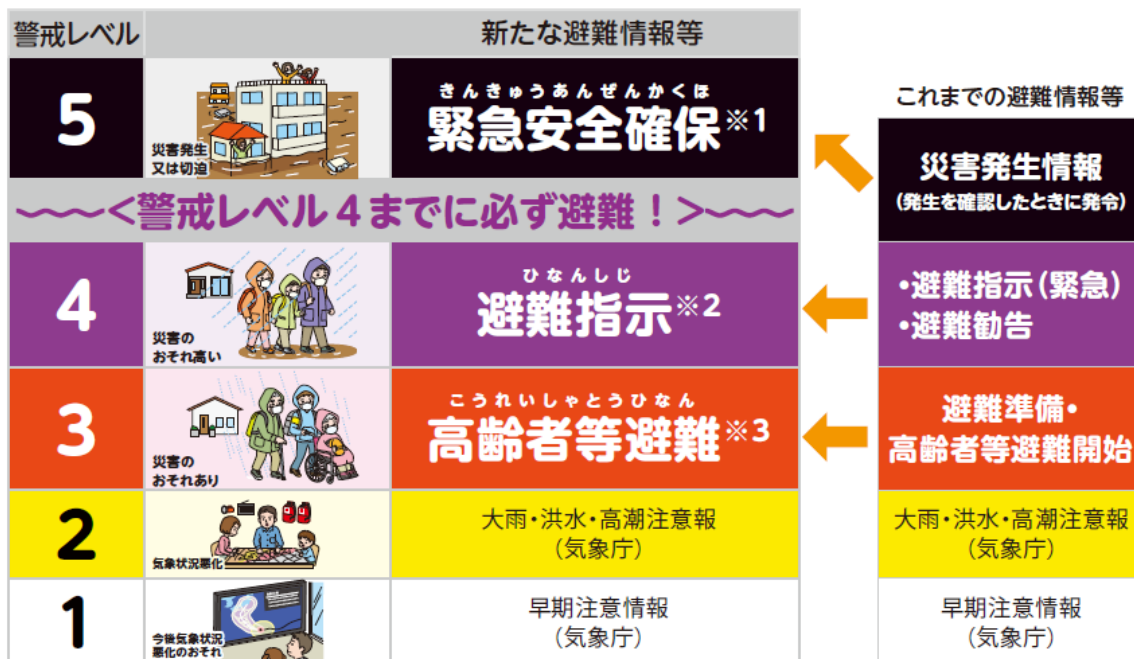 警戒レベル
新たな避難情報等
5
災害発生
又は切迫
きんきゅうあんぜんかくほ
緊急安全確保※1
〜〜〜<警戒レベル4までに必ず避難！>〜〜〜
4
災害の
おそれ高い
ひなんしじ
避難指示※2
3
災害の
おそれあり
こうれいしゃとうひなん
高齢者等避難※3
2
気象状況悪化
大雨・洪水・高潮注意報
（気象庁）
1
今後気象状況
悪化のおそれ
早期注意情報
（気象庁）
これまでの避難情報等
災害発生情報
（発生を確認したときに発令）
・避難指示（緊急）
・避難勧告
避難準備・
高齢者等避難開始
大雨・洪水・高潮注意報
（気象庁）
早期注意情報
（気象庁）